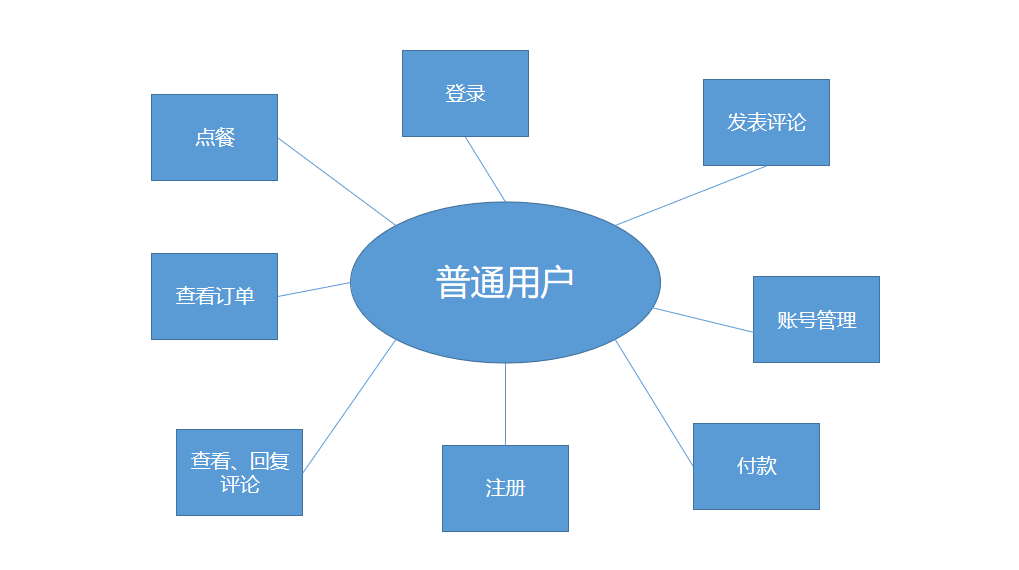 登录
发表评论
点餐
普通用户
查看订单
账号管理
查看、回复
评论
注册
付款